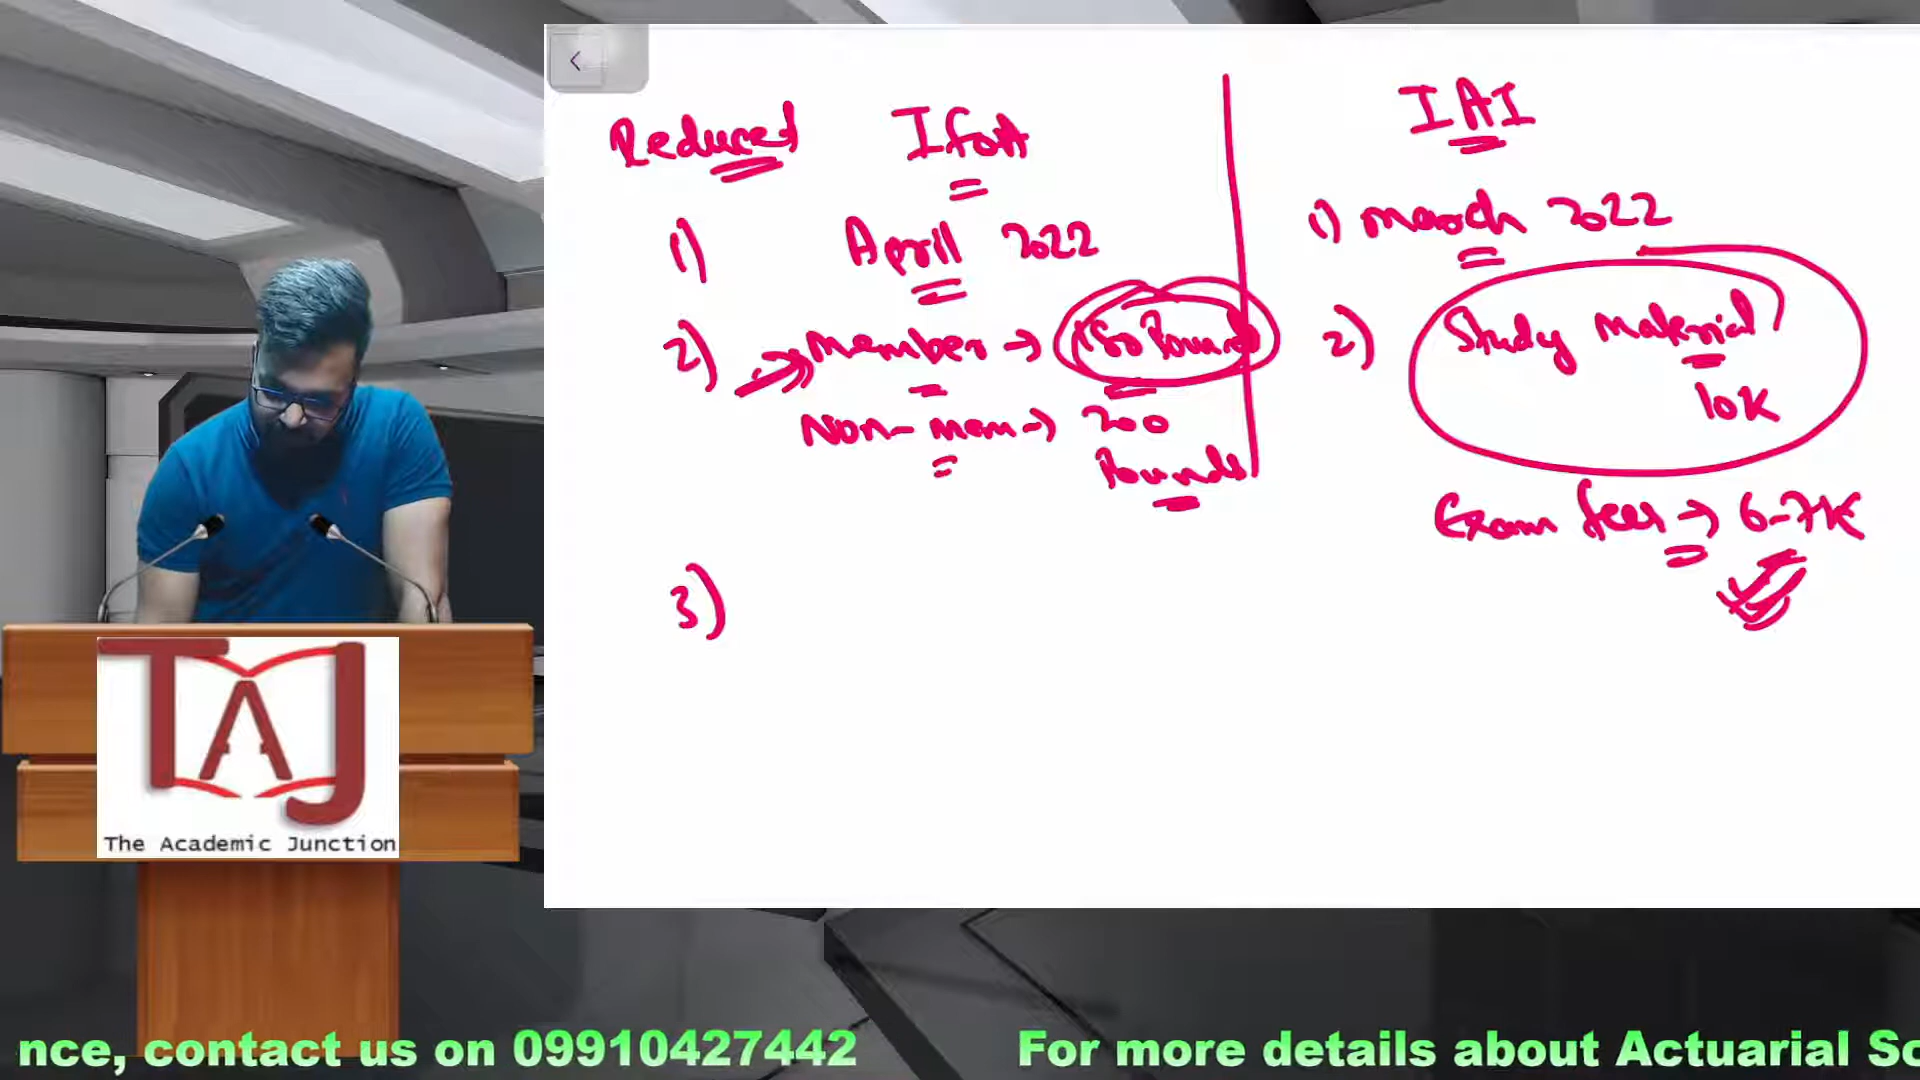 Reduced IFoA
1) April 2022
2) Member → 150 Pounds
Non-mem → 200
Pounds
3)
IAI
1) March 2022
2) Study Material
10K
Exam fees → 6-7K
TAJ
The Academic Junction
nce, contact us on 09910427442 For more details about Actuarial Sc